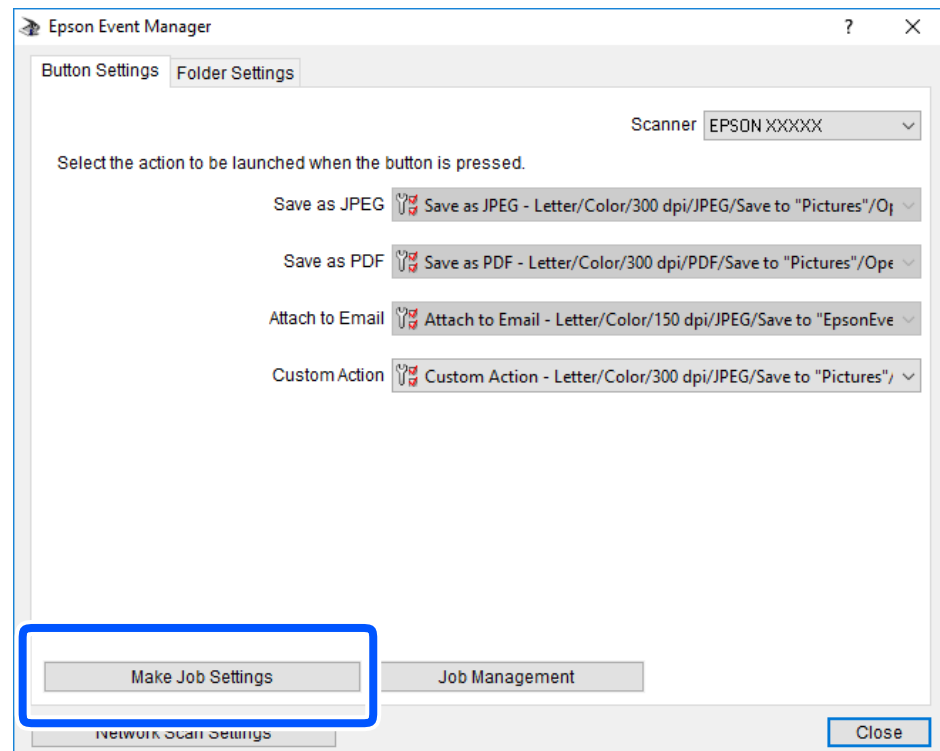 Epson Event Manager ?
Button Settings Folder Settings
Scanner EPSON XXXXX
Select the action to be launched when the button is pressed.
Save as JPEG Save as JPEG - Letter/Color/300 dpi/JPEG/Save to "Pictures"/Op
Save as PDF Save as PDF - Letter/Color/300 dpi/PDF/Save to "Pictures"/Ope
Attach to Email Attach to Email - Letter/Color/150 dpi/JPEG/Save to "EpsonEve
Custom Action Custom Action - Letter/Color/300 dpi/JPEG/Save to "Pictures"/
Make Job Settings Job Management
Network Scan Settings Close